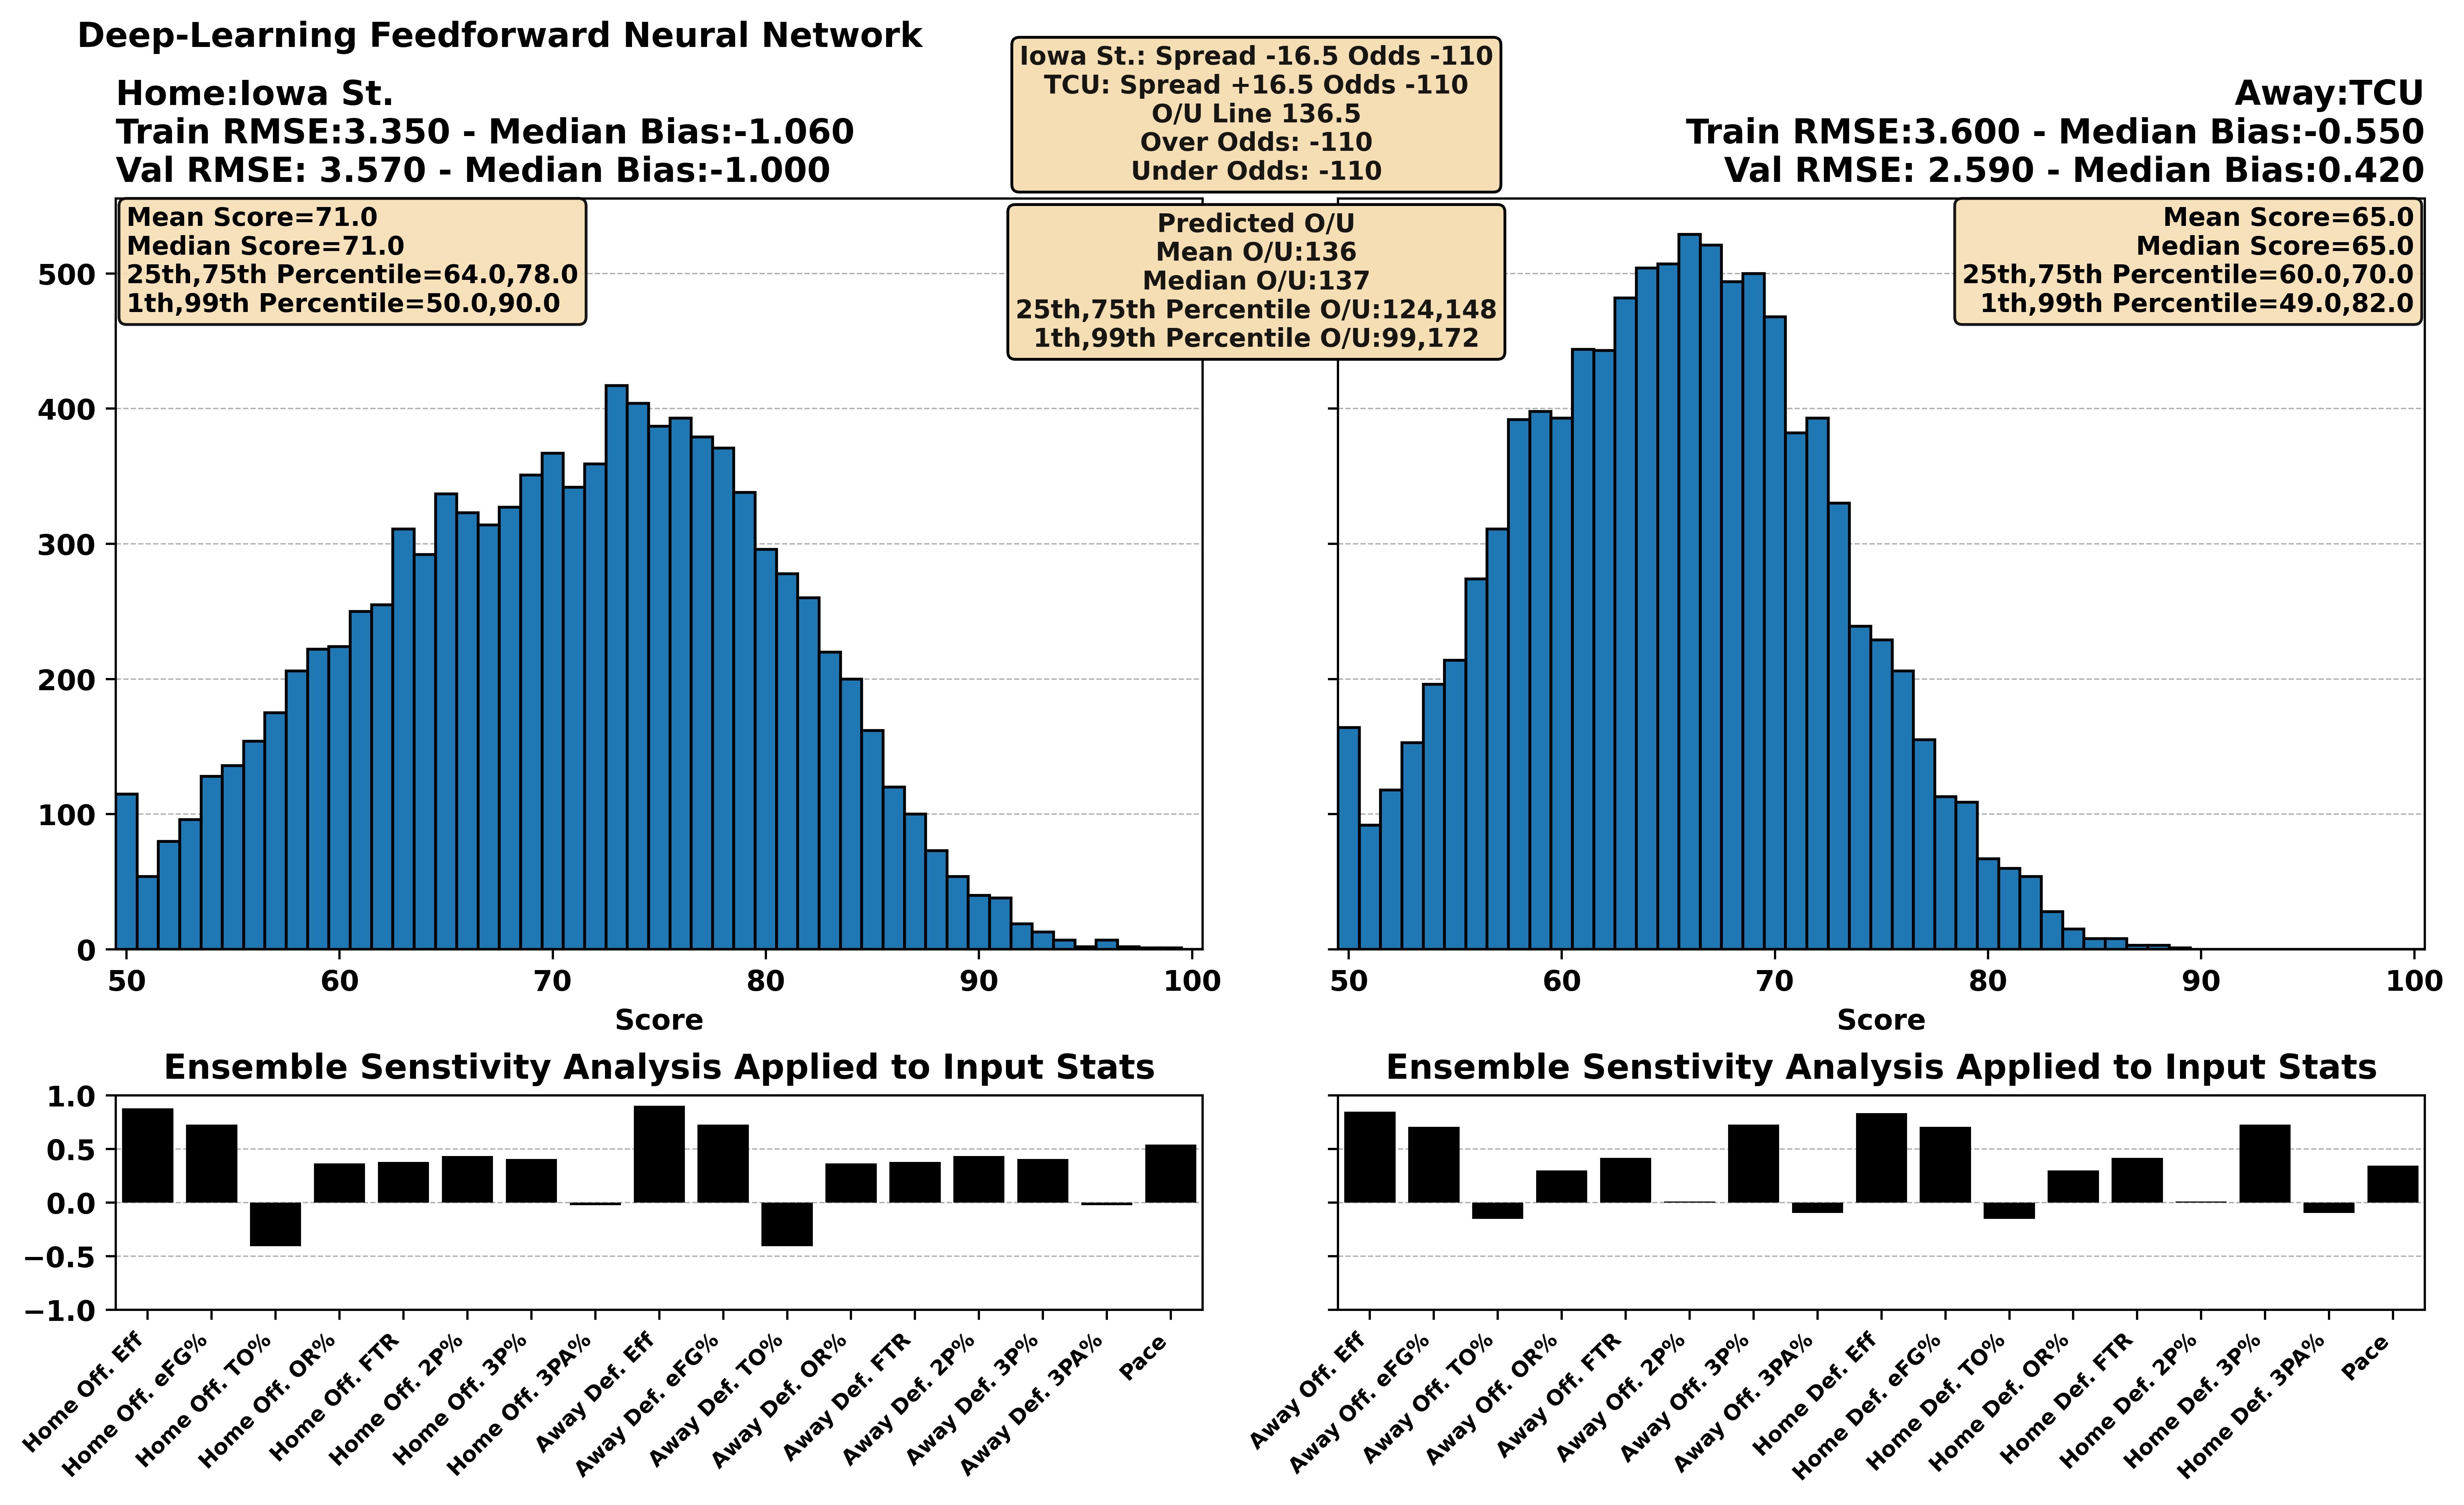 Deep-Learning Feedforward Neural Network
Home:Iowa St.
Train RMSE:3.350 - Median Bias:-1.060
Val RMSE: 3.570 - Median Bias:-1.000
Iowa St.: Spread -16.5 Odds -110
TCU: Spread +16.5 Odds -110
O/U Line 136.5
Over Odds: -110
Under Odds: -110
Away:TCU
Train RMSE:3.600 - Median Bias:-0.550
Val RMSE: 2.590 - Median Bias:0.420
Mean Score=71.0
Median Score=71.0
25th,75th Percentile=64.0,78.0
1th,99th Percentile=50.0,90.0
Predicted O/U
Mean O/U:136
Median O/U:137
25th,75th Percentile O/U:124,148
1th,99th Percentile O/U:99,172
Mean Score=65.0
Median Score=65.0
25th,75th Percentile=60.0,70.0
1th,99th Percentile=49.0,82.0
500
400
300
200
100
0
50 60 70 80 90 100
Score
50 60 70 80 90 100
Score
Ensemble Senstivity Analysis Applied to Input Stats
1.0
0.5
0.0
−0.5
−1.0
Home Off. Eff
Home Off. eFG%
Home Off. TO%
Home Off. OR%
Home Off. FTR
Home Off. 2P%
Home Off. 3P%
Home Off. 3PA%
Away Def. Eff
Away Def. eFG%
Away Def. TO%
Away Def. OR%
Away Def. FTR
Away Def. 2P%
Away Def. 3P%
Away Def. 3PA%
Pace
Ensemble Senstivity Analysis Applied to Input Stats
Away Off. Eff
Away Off. eFG%
Away Off. TO%
Away Off. OR%
Away Off. FTR
Away Off. 2P%
Away Off. 3P%
Away Off. 3PA%
Home Def. Eff
Home Def. eFG%
Home Def. TO%
Home Def. OR%
Home Def. FTR
Home Def. 2P%
Home Def. 3P%
Home Def. 3PA%
Pace